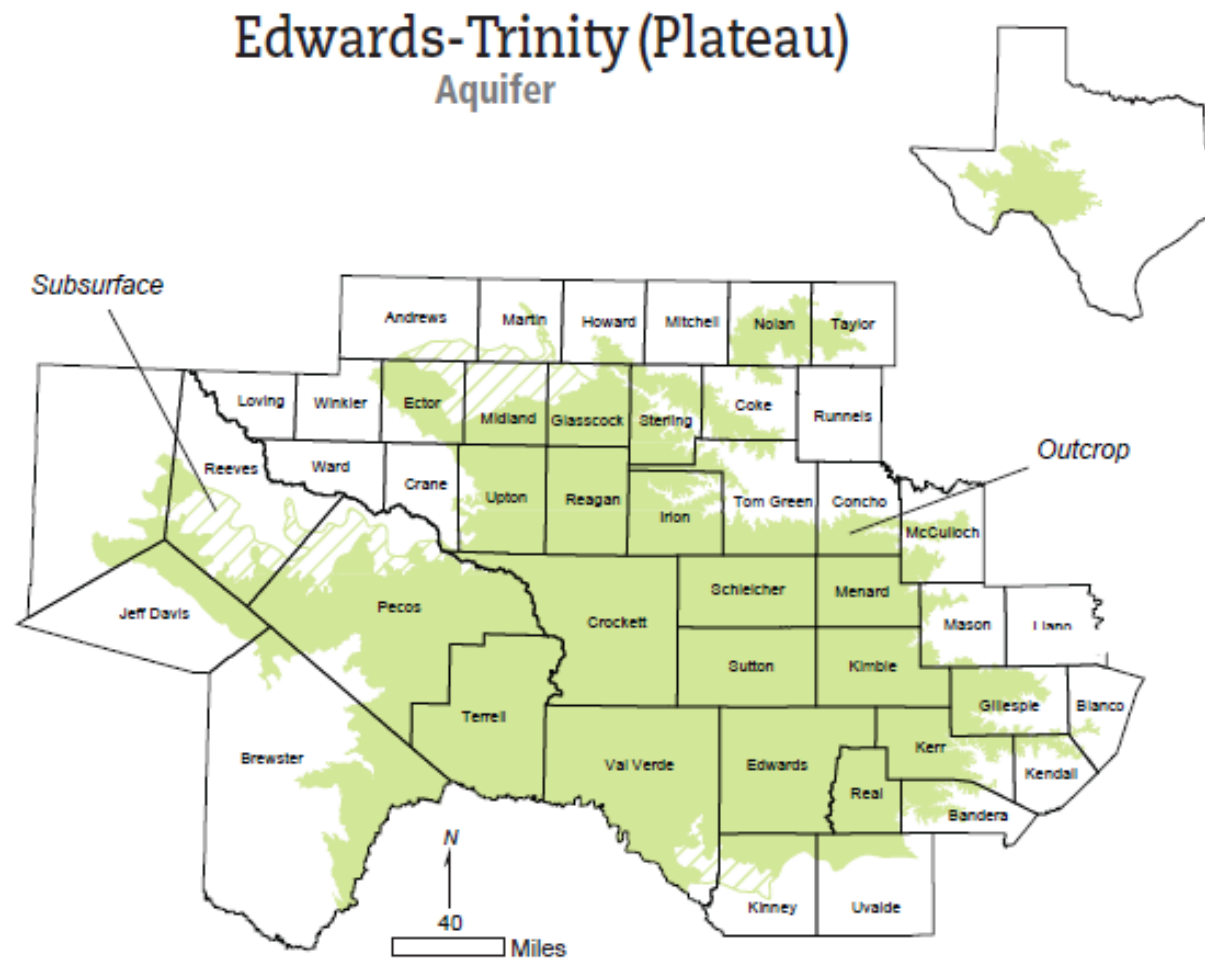 Edwards-Trinity (Plateau)
Aquifer
Subsurface
Andrews
Martin
Howard
Mitchell
Nolan
Taylor
Loving
Winkler
Ector
Midland
Glasscock
Sterling
Coke
Runnels
Outcrop
Reeves
Ward
Crane
Upton
Reagan
Irion
Tom Green
Concho
McCulloch
Jeff Davis
Pecos
Crockett
Schleicher
Menard
Mason
Sutton
Kimble
Terrell
Gillespie
Blanco
Brewster
Val Verde
Edwards
Kerr
Real
Kendall
Bandera
N
40
Miles
Kinney
Uvalde